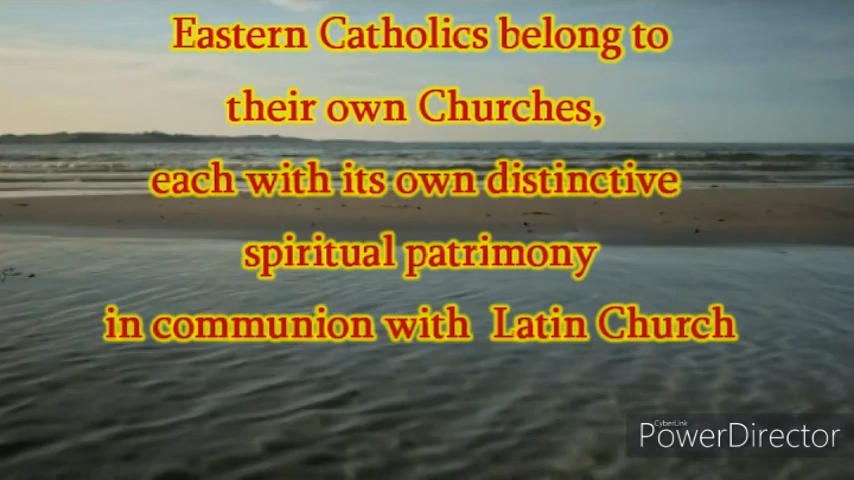 Eastern Catholics belong to
their own Churches,
each with its own distinctive
spiritual patrimony
in communion with  Latin Church
CyberLink
PowerDirector